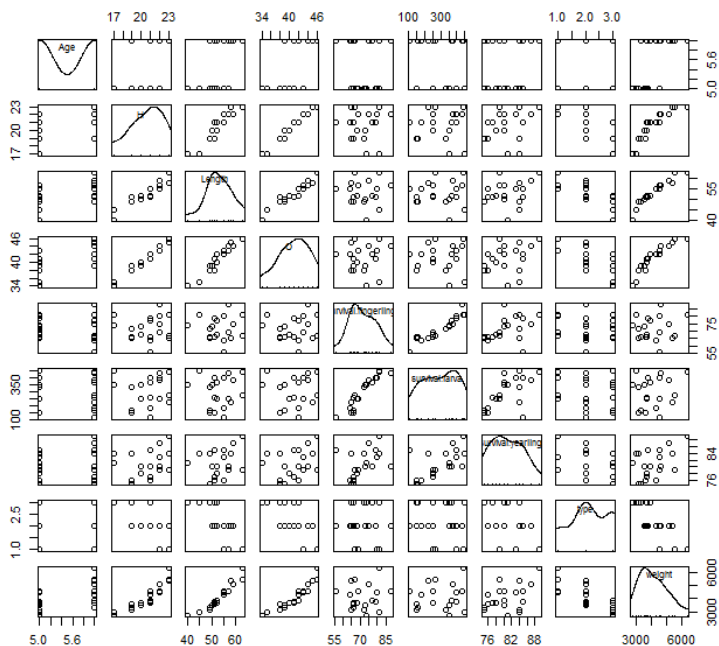 17 20 23 34 40 46 100 300 1.0 2.0 3.0
Age 5.0 5.6
17 20 23
Length 40 55
34 40 46
urvival.fingerling 55 75
100 350 survival.larva
urvival.yearling 76 84
1.0 2.5 type
weight 3000 6000
5.0 5.6 40 50 60 55 70 85 76 82 88 3000 6000